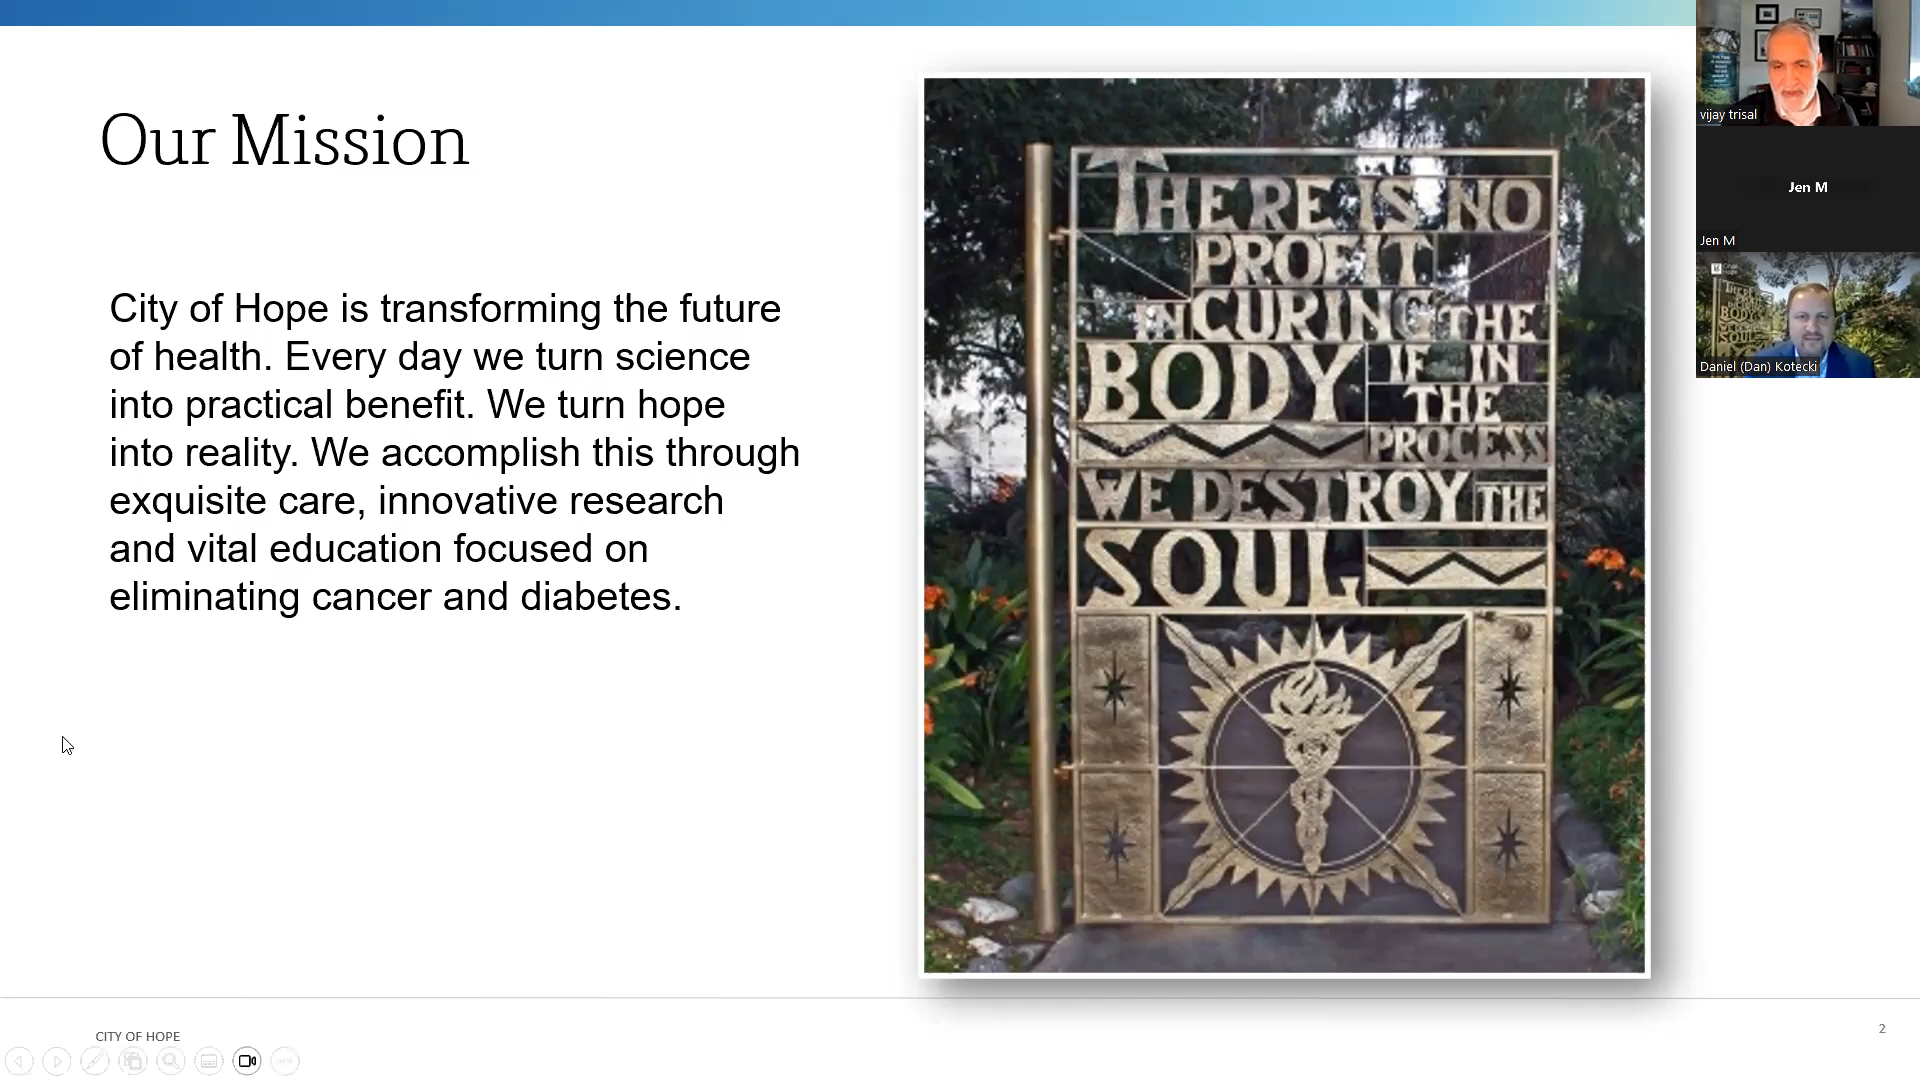 Our Mission
City of Hope is transforming the future
of health. Every day we turn science
into practical benefit. We turn hope
into reality. We accomplish this through
exquisite care, innovative research
and vital education focused on
eliminating cancer and diabetes.
THERE IS NO
PROFIT
IN CURING THE
BODY IF IN
THE
PROCESS
WE DESTROY THE
SOUL
CITY OF HOPE
2
vijay trisal
Jen M
Jen M
Daniel (Dan) Kotecki